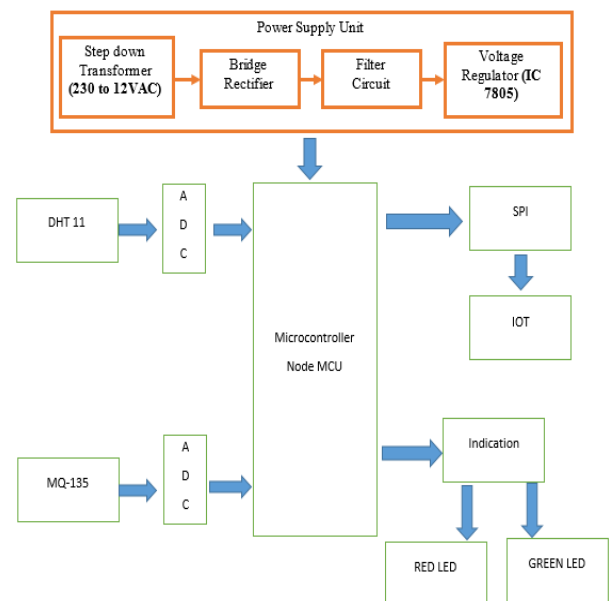 Power Supply Unit
Step down
Transformer
(230 to 12VAC)
Bridge
Rectifier
Filter
Circuit
Voltage
Regulator (IC
7805)
DHT 11
A
D
C
Microcontroller
Node MCU
SPI
IOT
MQ-135
A
D
C
Indication
RED LED
GREEN LED